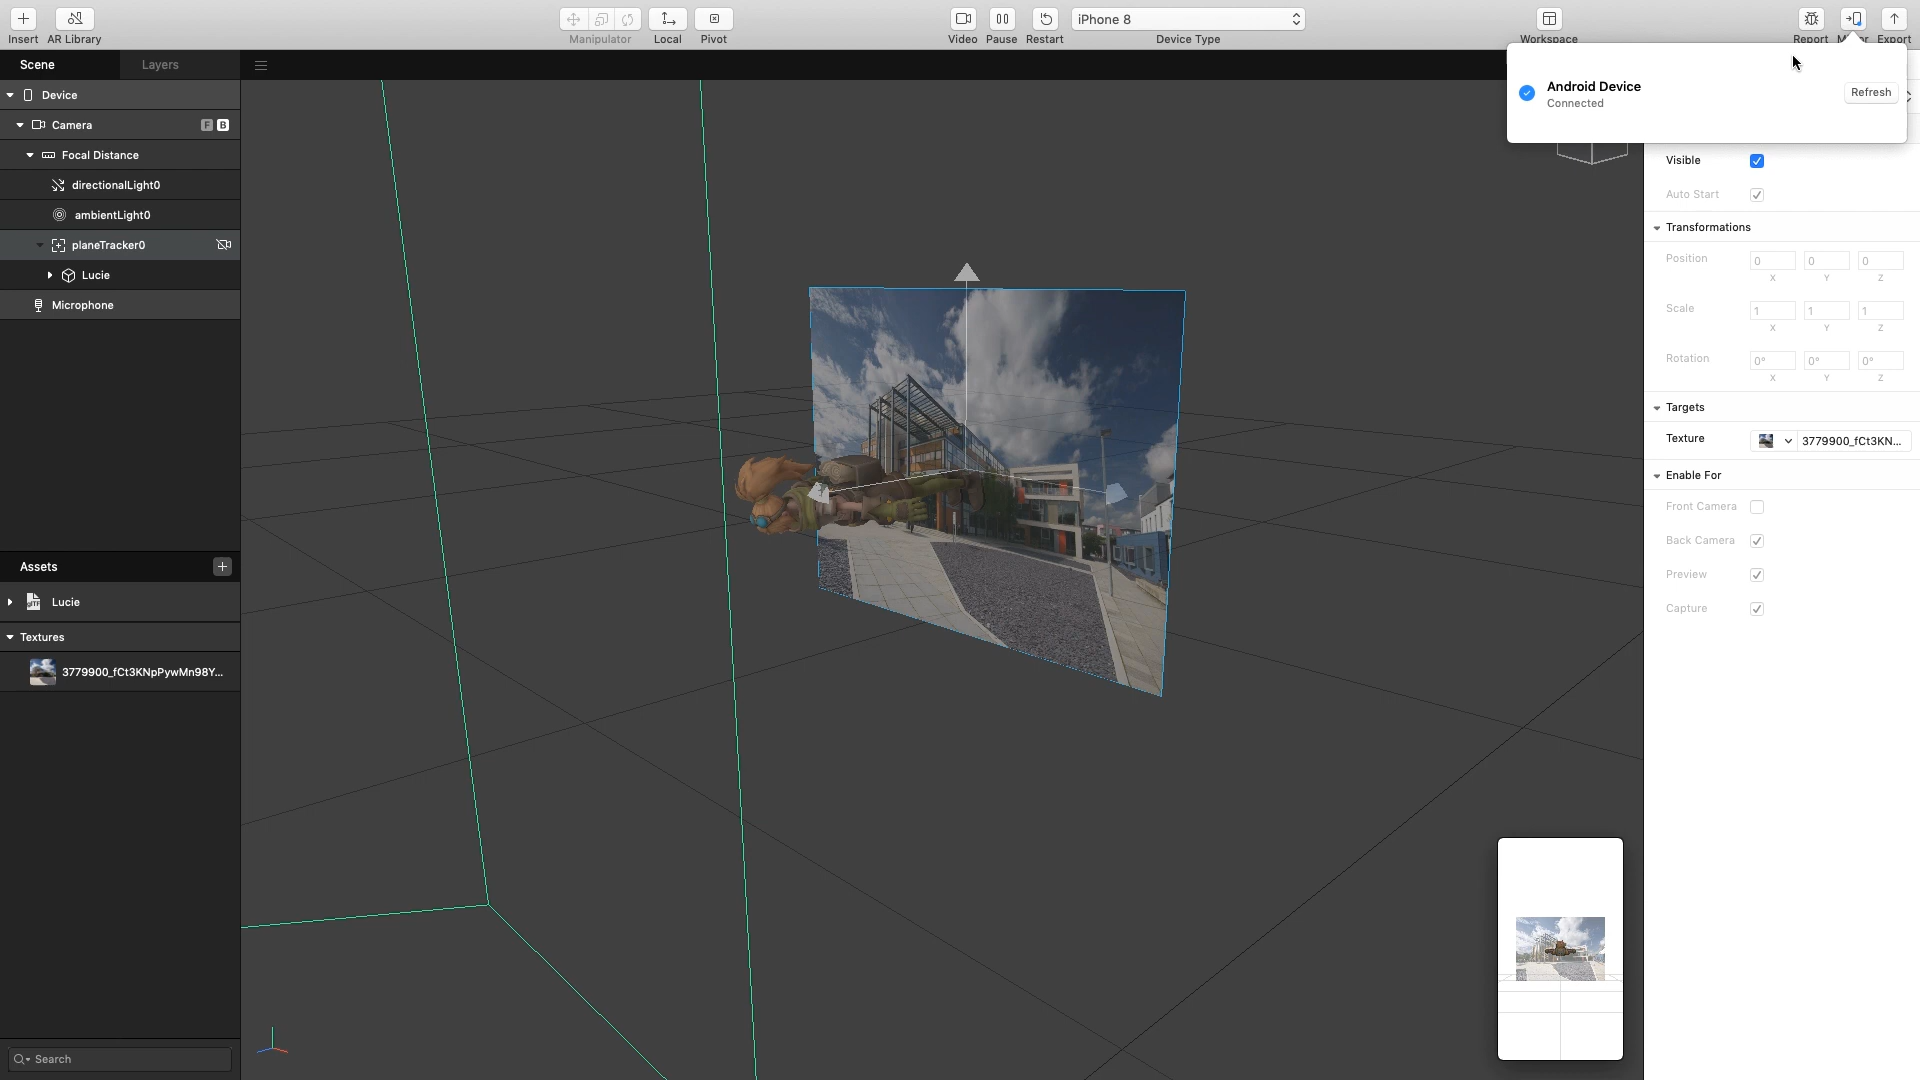 Insert
AR Library
Manipulator
Local
Pivot
Video
Pause
Restart
iPhone 8
Device Type
Workspace
Report
Export
Scene
Layers
Android Device
Connected
Refresh
Device
Camera
F
B
Focal Distance
directionalLight0
ambientLight0
planeTracker0
Lucie
Microphone
Visible
Auto Start
Transformations
Position
0
0
0
X
Y
Z
Scale
1
1
1
X
Y
Z
Rotation
0°
0°
0°
X
Y
Z
Targets
Texture
3779900_fCt3KN...
Enable For
Front Camera
Back Camera
Preview
Capture
Assets
glTF
Lucie
Textures
3779900_fCt3KNpPywMn98Y...
Search